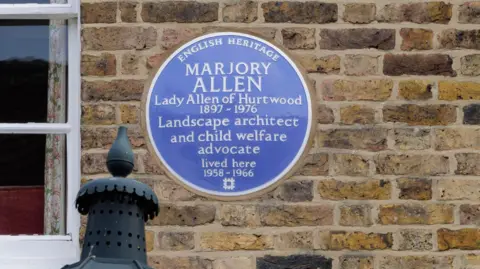 ENGLISH HERITAGE
MARJORY
ALLEN
Lady Allen of Hurtwood
1897-1976
Landscape architect
and child welfare
advocate
lived here
1958-1966